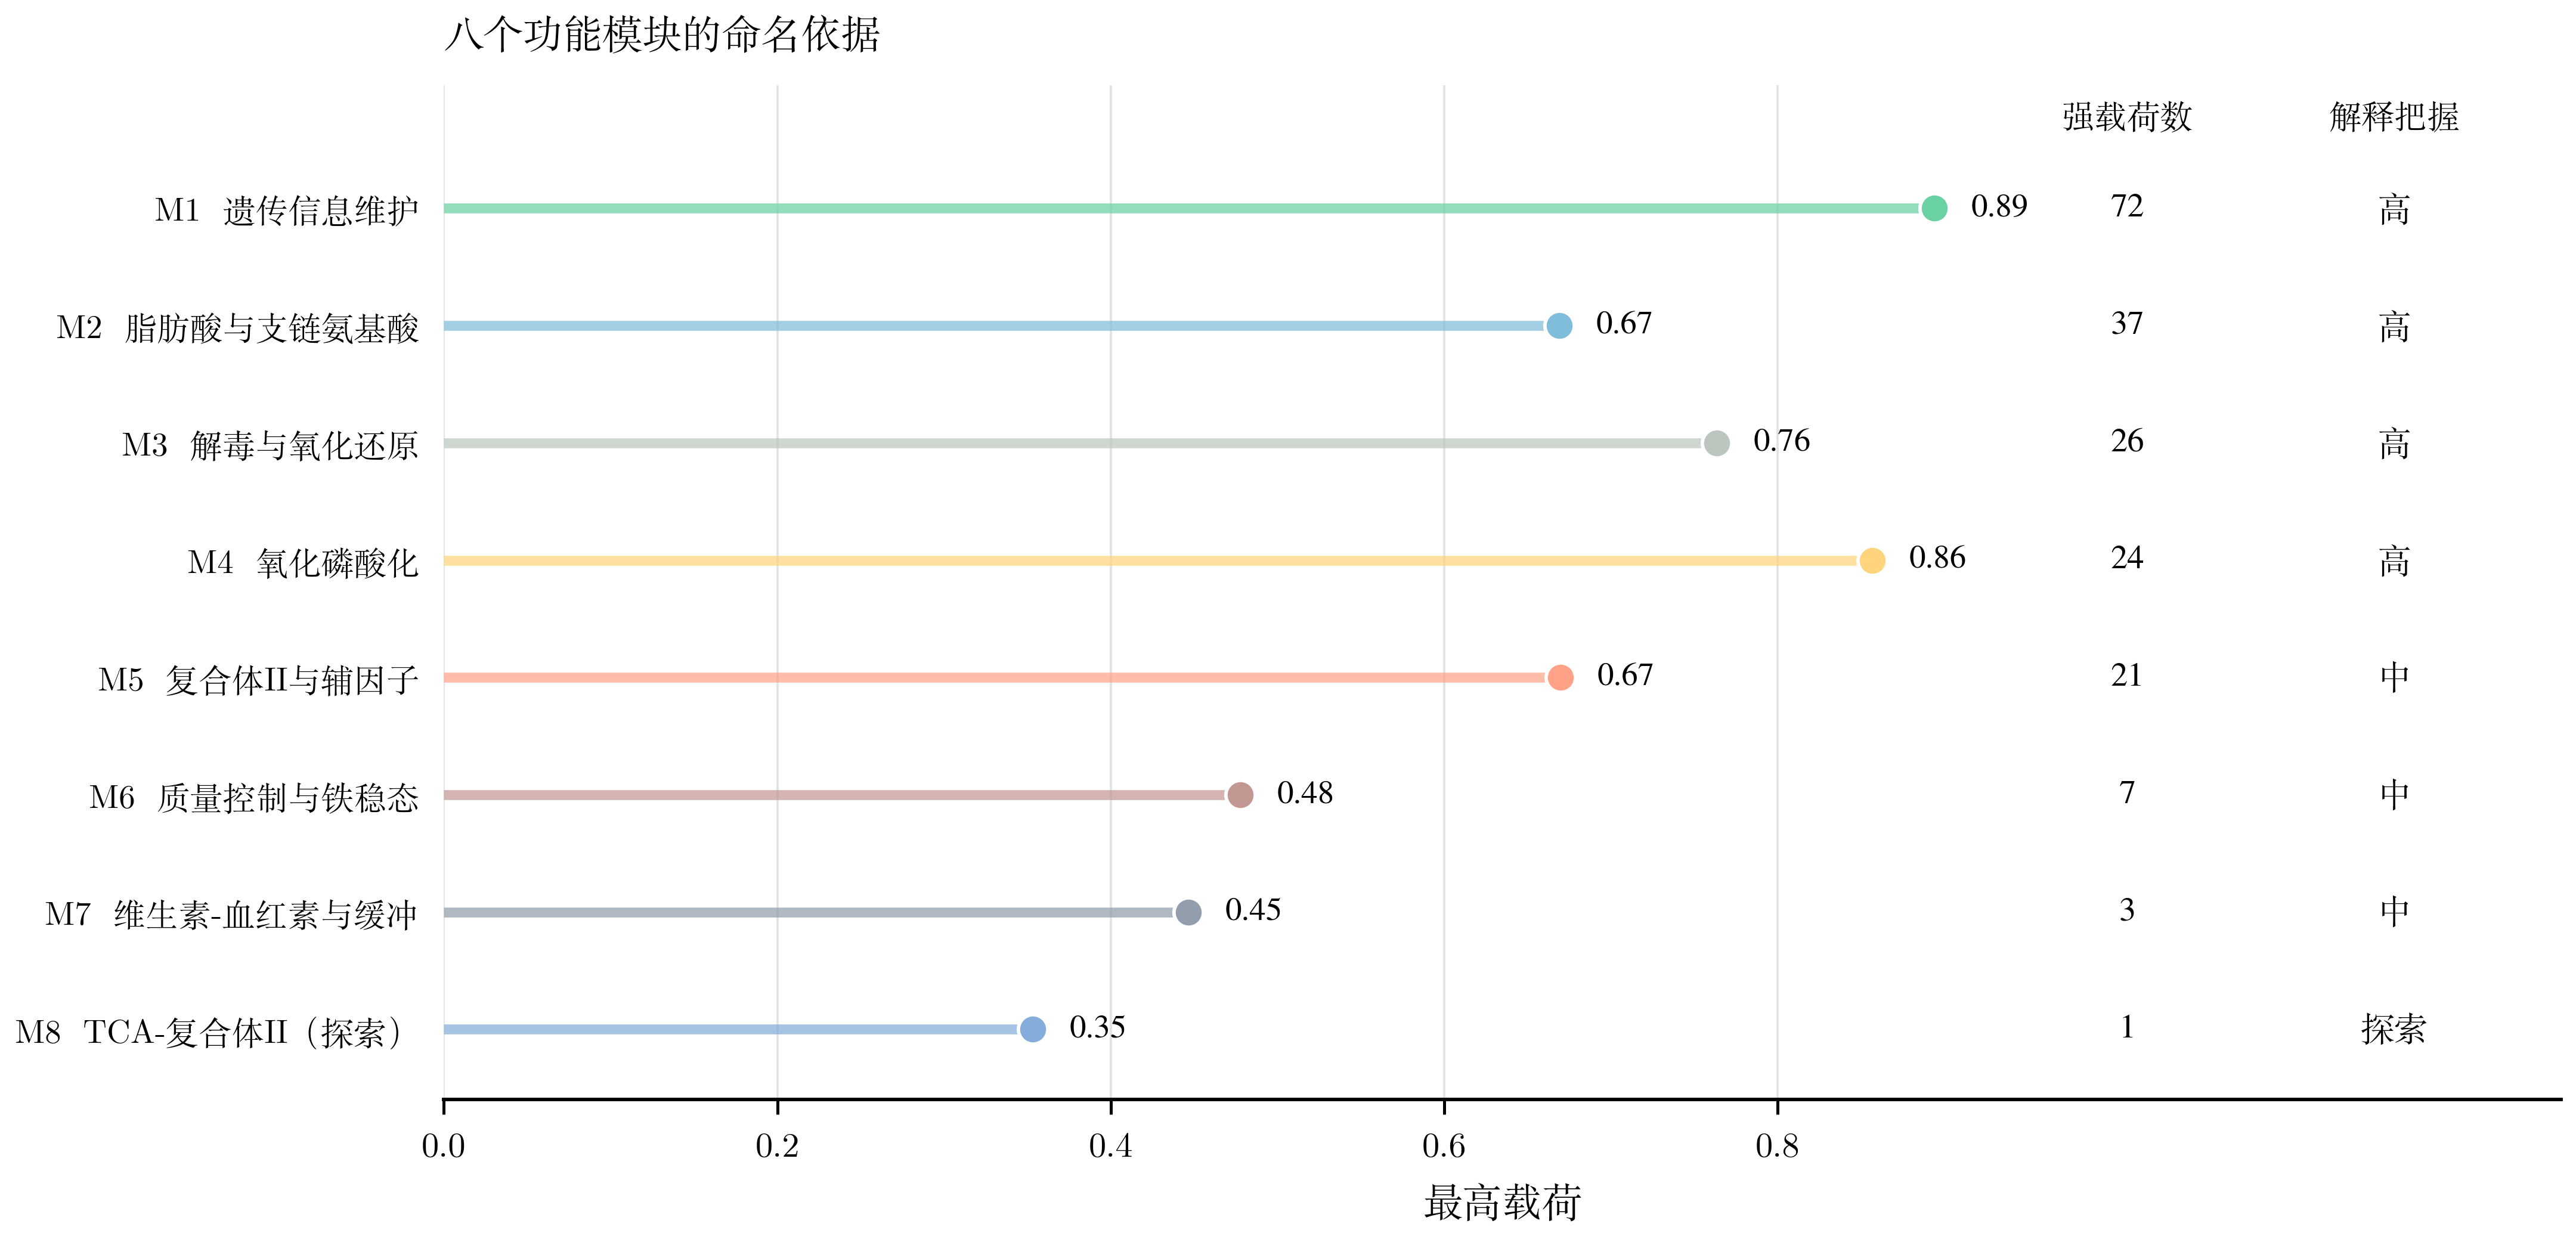 八个功能模块的命名依据
强载荷数 解释把握
M1 遗传信息维护 0.89 72 高
M2 脂肪酸与支链氨基酸 0.67 37 高
M3 解毒与氧化还原 0.76 26 高
M4 氧化磷酸化 0.86 24 高
M5 复合体II与辅因子 0.67 21 中
M6 质量控制与铁稳态 0.48 7 中
M7 维生素-血红素与缓冲 0.45 3 中
M8 TCA-复合体II（探索） 0.35 1 探索
0.0 0.2 0.4 0.6 0.8
最高载荷